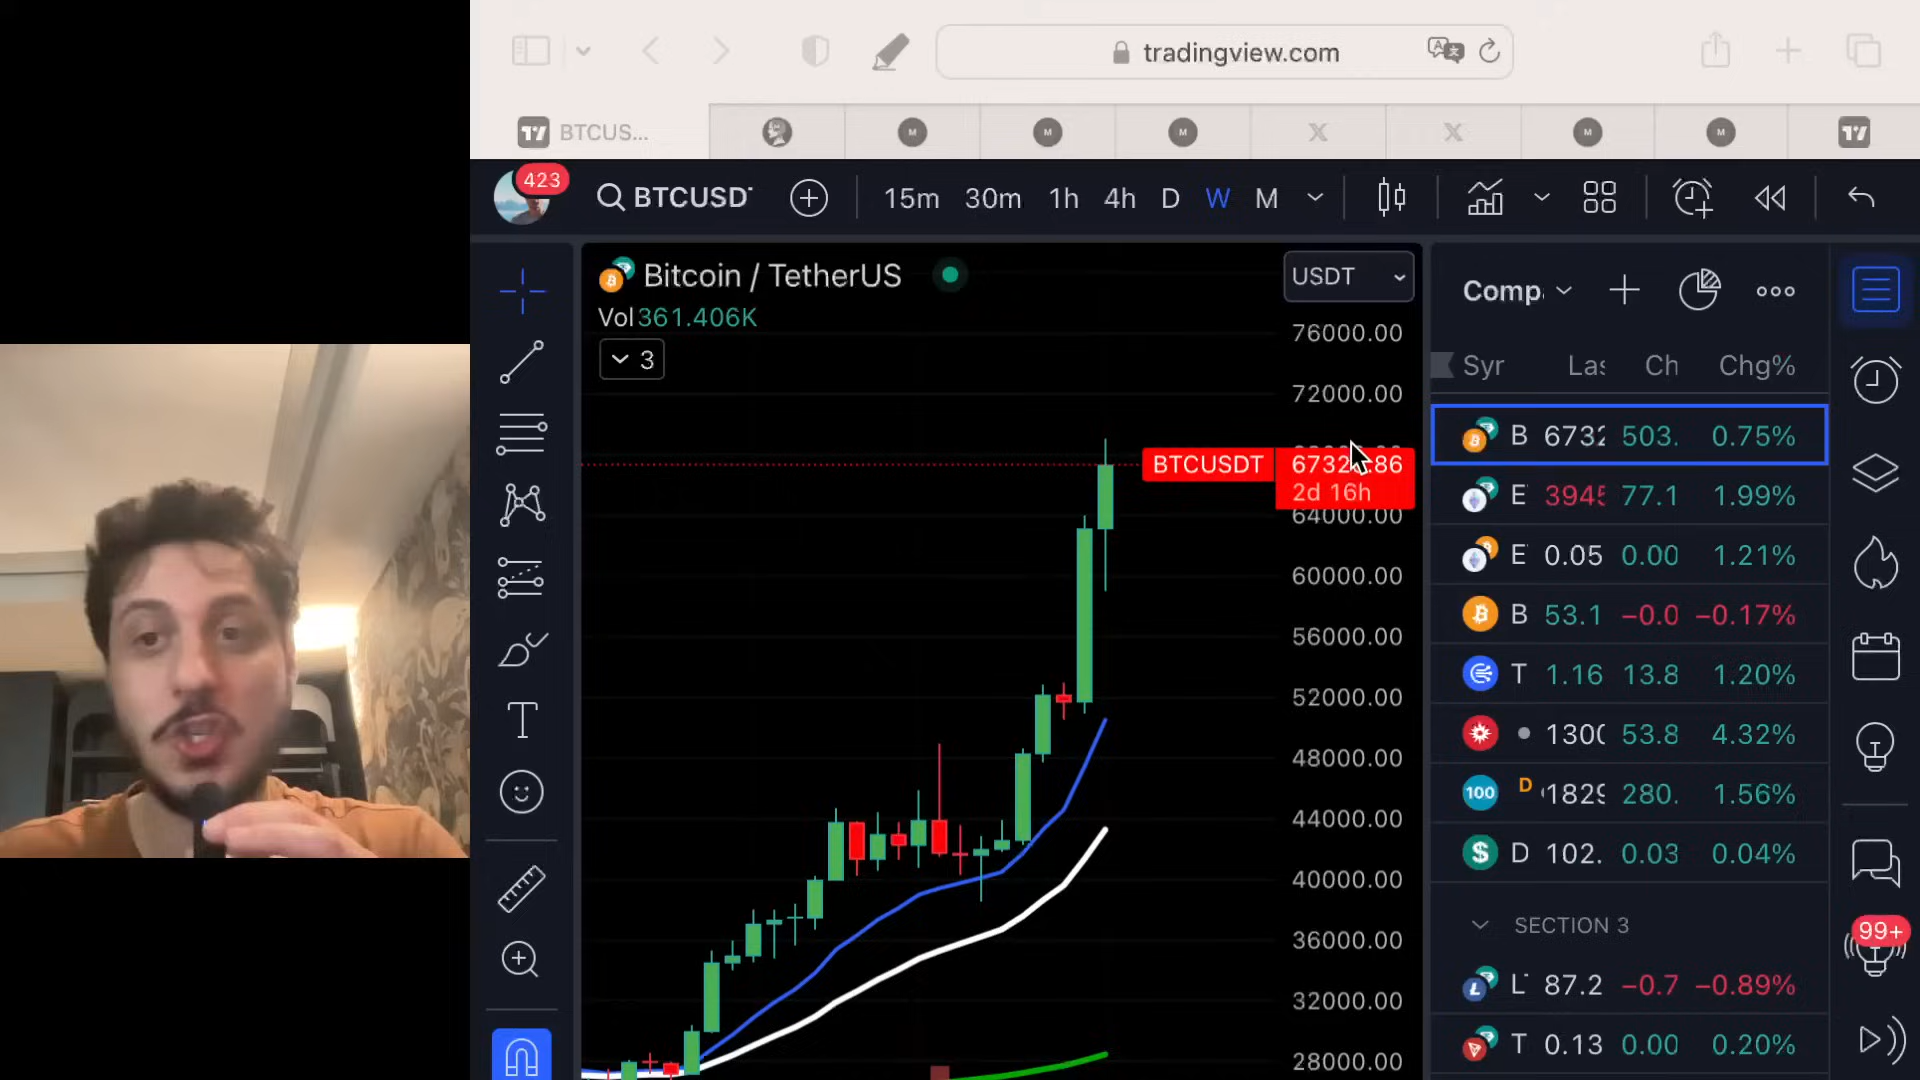 tradingview.com
BTCUS...
423
BTCUSD
15m 30m 1h 4h D W M
Bitcoin / TetherUS
USDT
Vol 361.406K
3
76000.00
72000.00
BTCUSDT
2d 16h
64000.00
60000.00
56000.00
52000.00
48000.00
44000.00
40000.00
36000.00
32000.00
28000.00
Comp
Syr Las Ch Chg%
B 6732 503. 0.75%
E 3945 77.1 1.99%
E 0.05 0.00 1.21%
B 53.1 −0.0 −0.17%
T 1.16 13.8 1.20%
1300 53.8 4.32%
100 D 1829 280. 1.56%
D 102. 0.03 0.04%
SECTION 3
L 87.2 −0.7 −0.89%
T 0.13 0.00 0.20%
99+